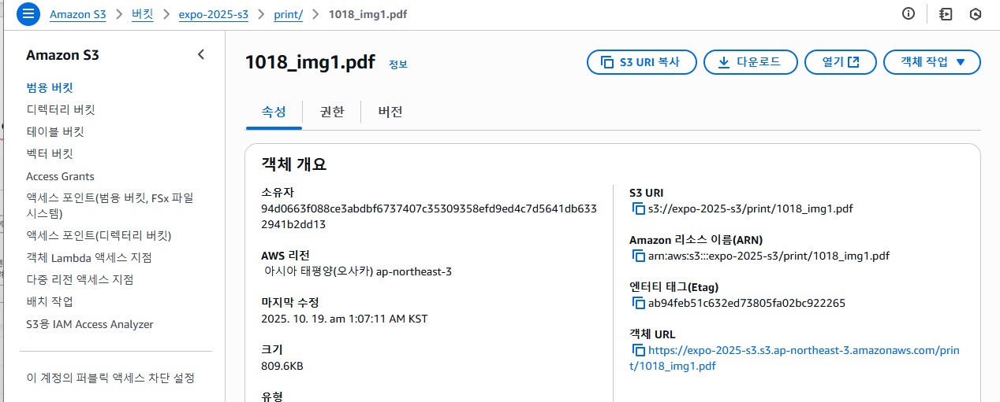 Amazon S3 > 버킷 > expo-2025-s3 > print/ > 1018_img1.pdf
Amazon S3
범용 버킷
디렉터리 버킷
테이블 버킷
벡터 버킷
Access Grants
액세스 포인트(범용 버킷, FSx 파일
시스템)
액세스 포인트(디렉터리 버킷)
객체 Lambda 액세스 지점
다중 리전 액세스 지점
배치 작업
S3용 IAM Access Analyzer
이 계정의 퍼블릭 액세스 차단 설정
1018_img1.pdf 정보
S3 URI 복사 다운로드 열기 객체 작업
속성 권한 버전
객체 개요
소유자
94d0663f088ce3abdbf6737407c35309358efd9ed4c7d5641db633
2941b2dd13
AWS 리전
아시아 태평양(오사카) ap-northeast-3
마지막 수정
2025. 10. 19. am 1:07:11 AM KST
크기
809.6KB
유형
S3 URI
s3://expo-2025-s3/print/1018_img1.pdf
Amazon 리소스 이름(ARN)
arn:aws:s3:::expo-2025-s3/print/1018_img1.pdf
엔터티 태그(Etag)
ab94feb51c632ed73805fa02bc922265
객체 URL
https://expo-2025-s3.s3.ap-northeast-3.amazonaws.com/prin
t/1018_img1.pdf